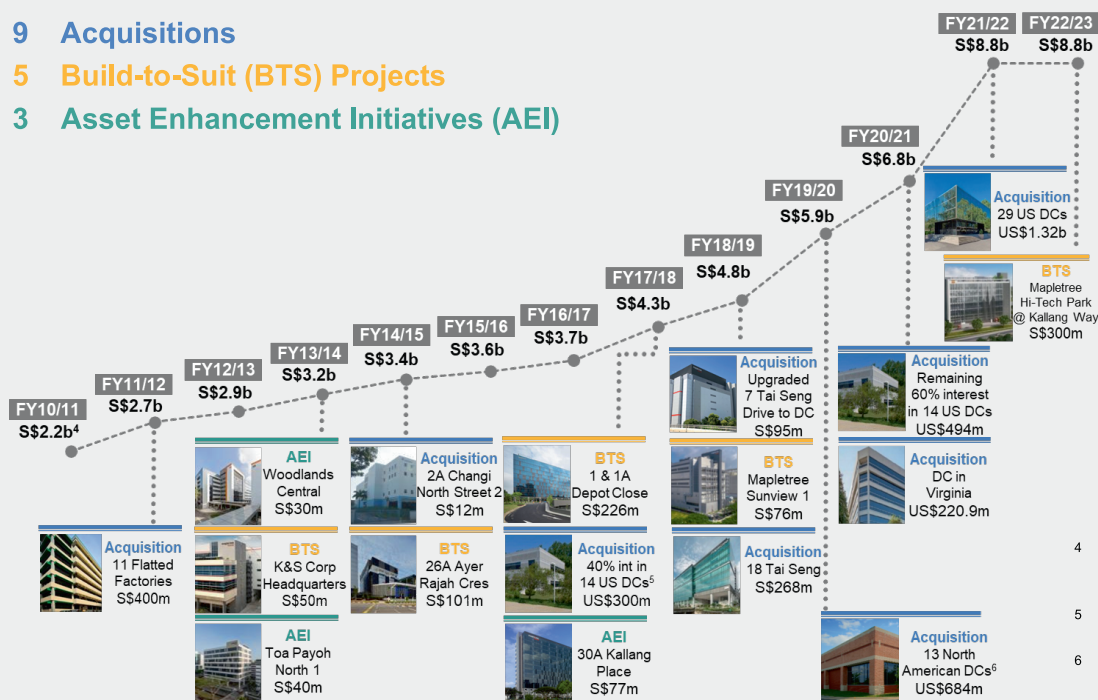 9 Acquisitions
5 Build-to-Suit (BTS) Projects
3 Asset Enhancement Initiatives (AEI)
FY10/11
S$2.2b⁴
FY11/12
S$2.7b
FY12/13
S$2.9b
FY13/14
S$3.2b
FY14/15
S$3.4b
FY15/16
S$3.6b
FY16/17
S$3.7b
FY17/18
S$4.3b
FY18/19
S$4.8b
FY19/20
S$5.9b
FY20/21
S$6.8b
FY21/22
S$8.8b
FY22/23
S$8.8b
Acquisition
11 Flatted
Factories
S$400m
AEI
Woodlands
Central
S$30m
BTS
K&S Corp
Headquarters
S$50m
AEI
Toa Payoh
North 1
S$40m
Acquisition
2A Changi
North Street 2
S$12m
BTS
26A Ayer
Rajah Cres
S$101m
BTS
1 & 1A
Depot Close
S$226m
Acquisition
40% int in
14 US DCs⁵
US$300m
AEI
30A Kallang
Place
S$77m
Acquisition
Upgraded
7 Tai Seng
Drive to DC
S$95m
BTS
Mapletree
Sunview 1
S$76m
Acquisition
18 Tai Seng
S$268m
Acquisition
13 North
American DCs⁶
US$684m
Acquisition
Remaining
60% interest
in 14 US DCs
US$494m
Acquisition
DC in
Virginia
US$220.9m
Acquisition
29 US DCs
US$1.32b
BTS
Mapletree
Hi-Tech Park
@ Kallang Way
S$300m
4
5
6